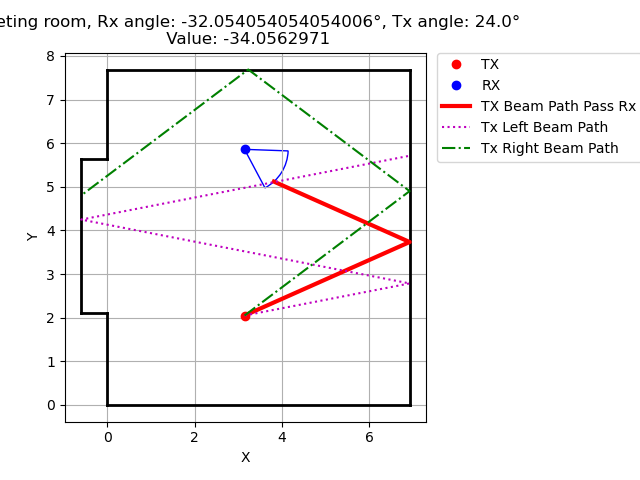 eting room, Rx angle: -32.054054054054006°, Tx angle: 24.0°
Value: -34.0562971
TX
RX
TX Beam Path Pass Rx
Tx Left Beam Path
Tx Right Beam Path
8
7
6
5
4
3
2
1
0
Y
0
2
4
6
X